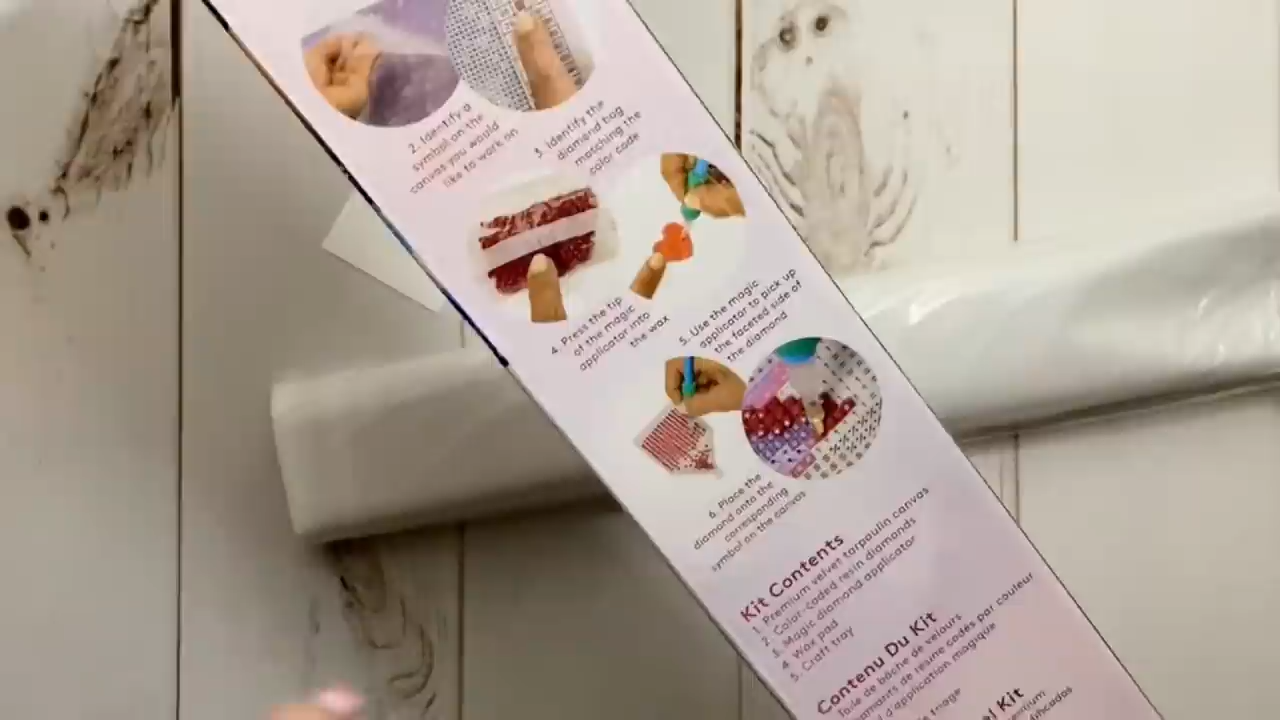 2. Identify a
symbol on the
canvas you would
like to work on
3. Identify the
diamond bag
matching the
color code
4. Press the tip
of the magic
applicator into
the wax
5. Use the magic
applicator to pick up
the faceted side of
the diamond
6. Place the
diamond onto the
corresponding
symbol on the canvas
Kit Contents
1. Premium velvet tarpaulin canvas
2. Color-coded resin diamonds
3. Magic diamond applicator
4. Wax pad
5. Craft tray
Contenu Du Kit
Toile de bâche de velours
de résine codés par couleur
d'application magique
triage
Kit